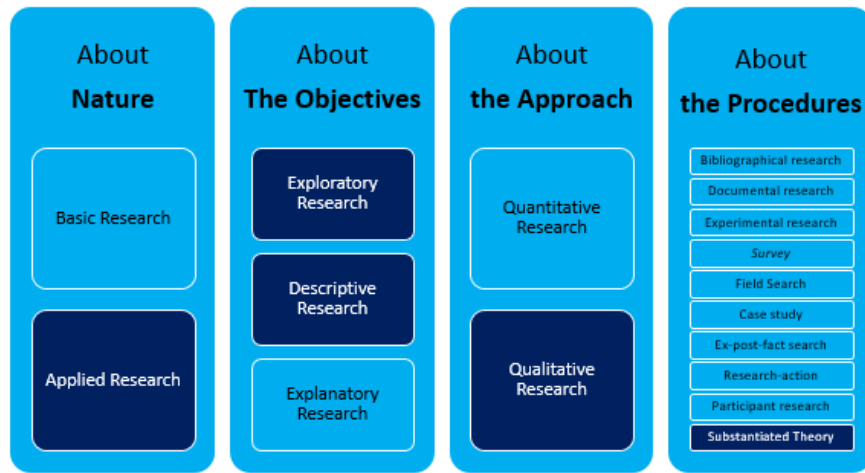 About
Nature
Basic Research
Applied Research
About
The Objectives
Exploratory
Research
Descriptive
Research
Explanatory
Research
About
the Approach
Quantitative
Research
Qualitative
Research
About
the Procedures
Bibliographical research
Documental research
Experimental research
Survey
Field Search
Case study
Ex-post-fact search
Research-action
Participant research
Substantiated Theory